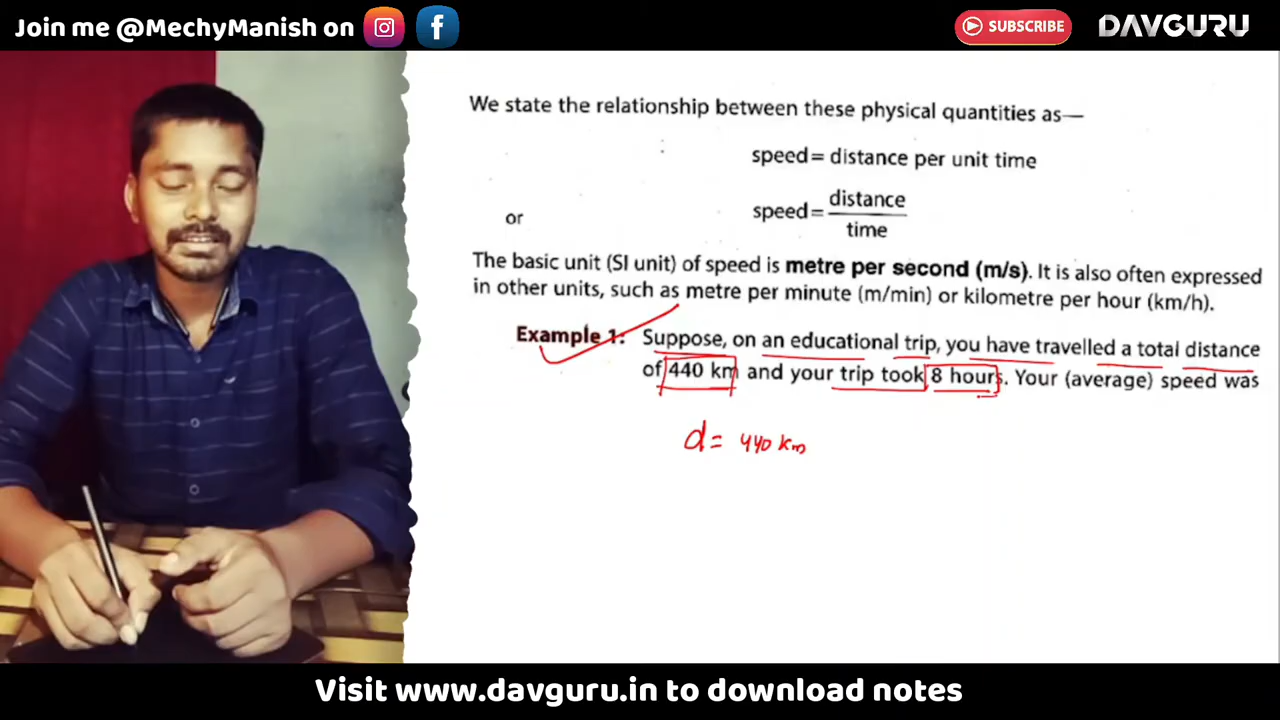 Join me @MechyManish on
SUBSCRIBE
DAVGURU
We state the relationship between these physical quantities as—
speed= distance per unit time
or
speed= distance
time
The basic unit (SI unit) of speed is metre per second (m/s). It is also often expressed
in other units, such as metre per minute (m/min) or kilometre per hour (km/h).
Example 1. Suppose, on an educational trip, you have travelled a total distance
of 440 km and your trip took 8 hours. Your (average) speed was
d= 440 km
Visit www.davguru.in to download notes